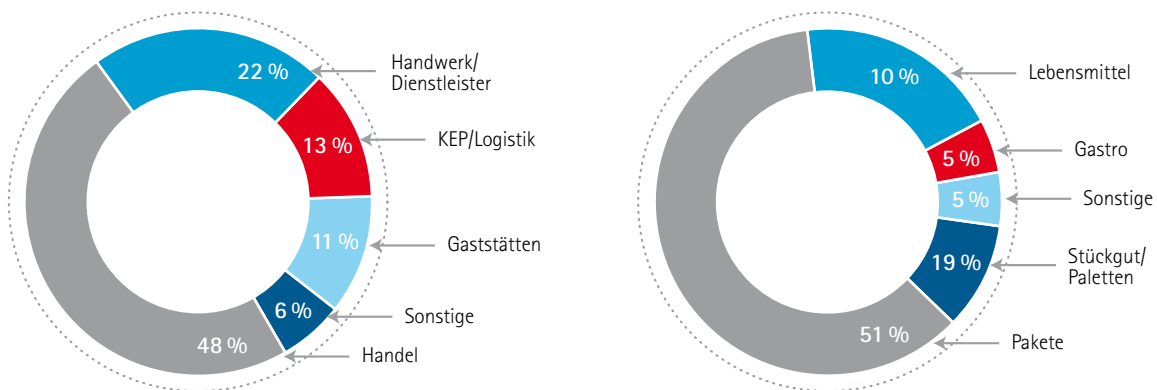 22 %
Handwerk/
Dienstleister
13 %
KEP/Logistik
11 %
Gaststätten
6 %
Sonstige
48 %
Handel
10 %
Lebensmittel
5 %
Gastro
5 %
Sonstige
19 %
Stückgut/
Paletten
51 %
Pakete